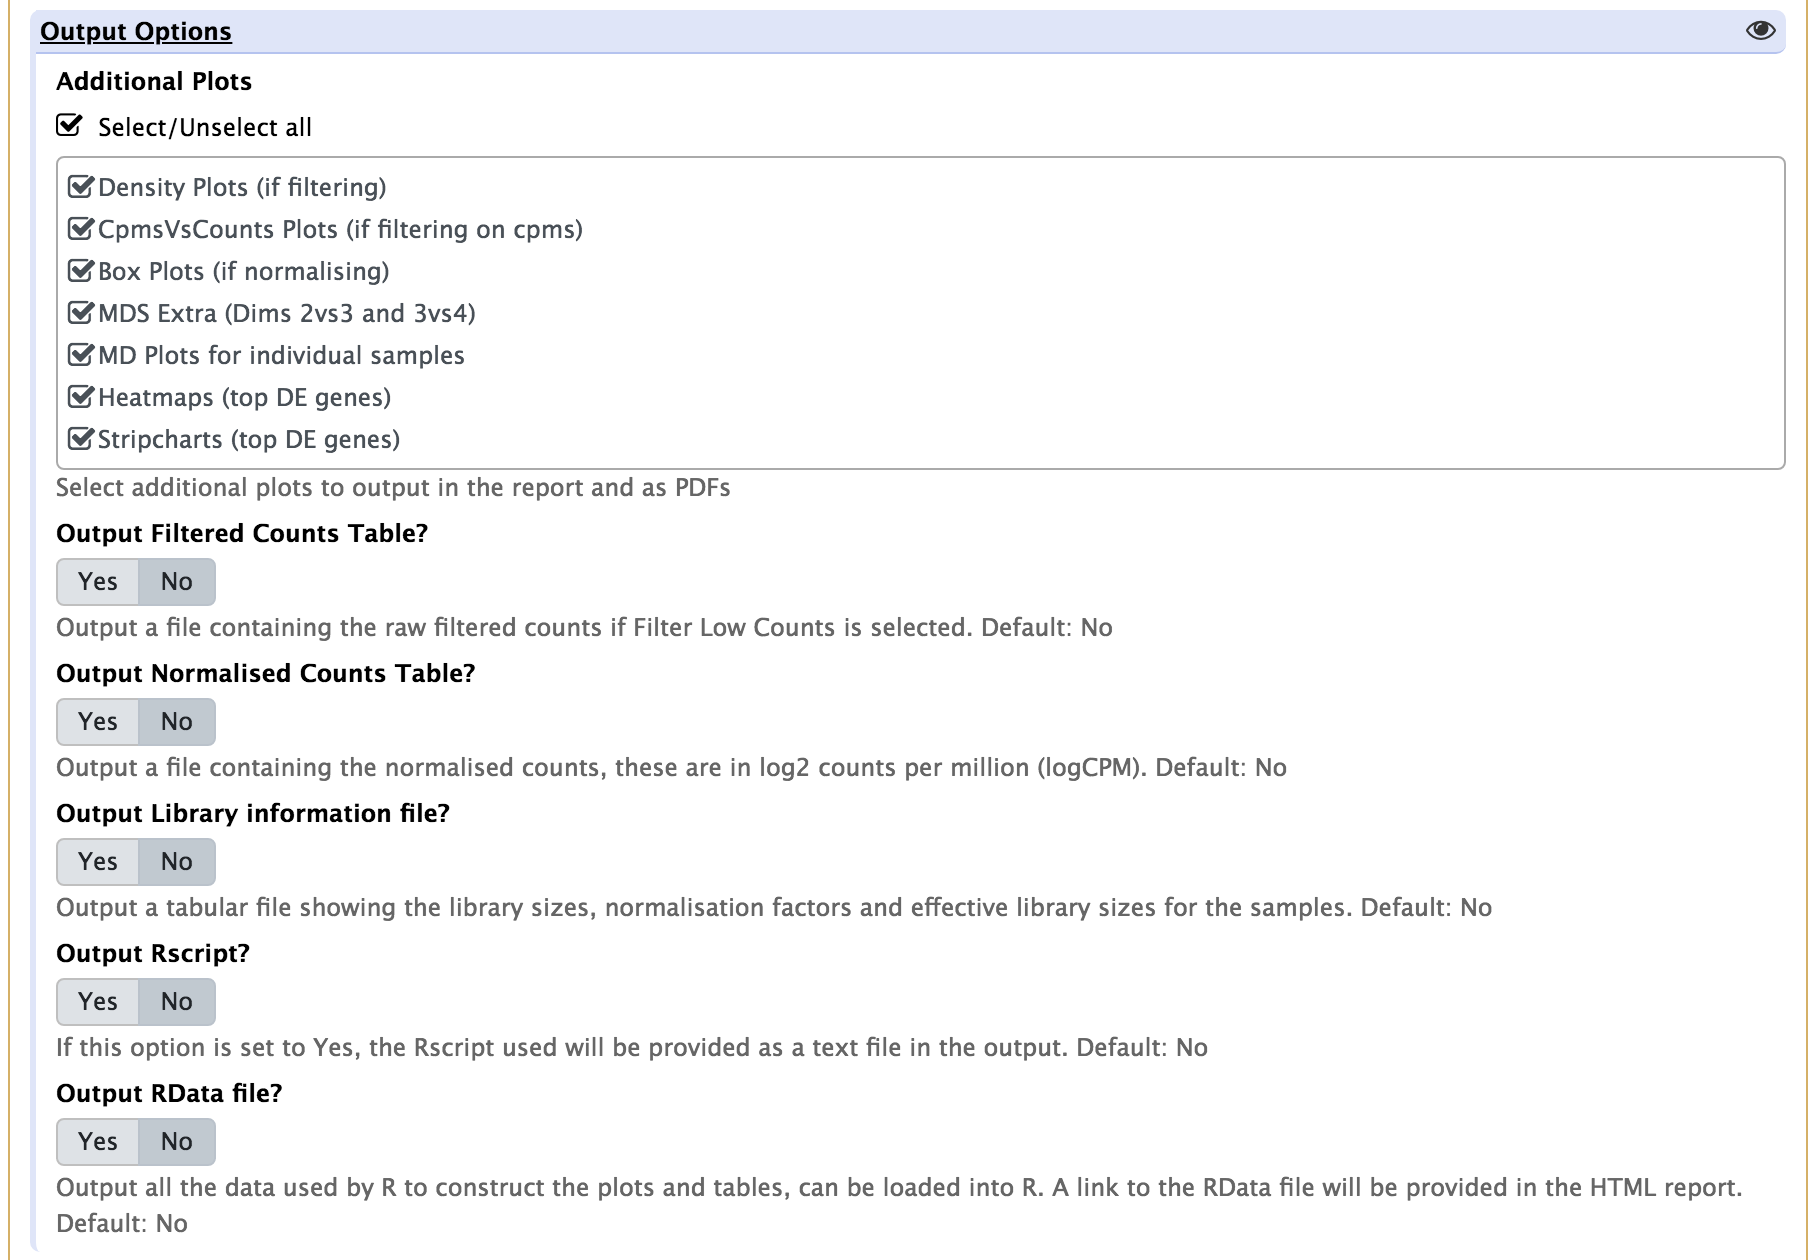 Output Options
Additional Plots
Select/Unselect all
Density Plots (if filtering)
CpmsVsCounts Plots (if filtering on cpms)
Box Plots (if normalising)
MDS Extra (Dims 2vs3 and 3vs4)
MD Plots for individual samples
Heatmaps (top DE genes)
Stripcharts (top DE genes)
Select additional plots to output in the report and as PDFs
Output Filtered Counts Table?
Yes No
Output a file containing the raw filtered counts if Filter Low Counts is selected. Default: No
Output Normalised Counts Table?
Yes No
Output a file containing the normalised counts, these are in log2 counts per million (logCPM). Default: No
Output Library information file?
Yes No
Output a tabular file showing the library sizes, normalisation factors and effective library sizes for the samples. Default: No
Output Rscript?
Yes No
If this option is set to Yes, the Rscript used will be provided as a text file in the output. Default: No
Output RData file?
Yes No
Output all the data used by R to construct the plots and tables, can be loaded into R. A link to the RData file will be provided in the HTML report.
Default: No